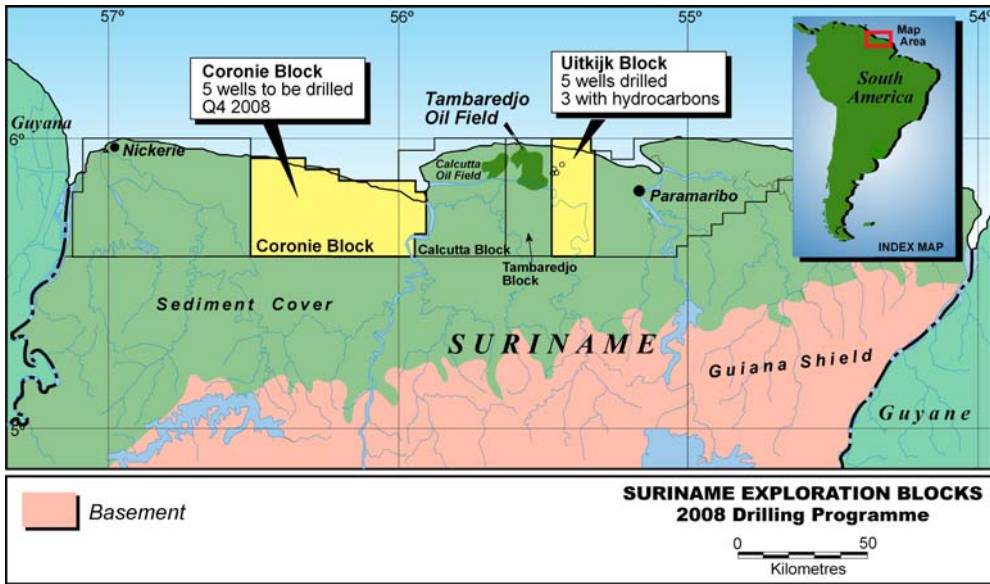 57°
56°
55°
54°
Map
Area
South
America
INDEX MAP
Coronie Block
5 wells to be drilled
Q4 2008
Uitkijk Block
5 wells drilled
3 with hydrocarbons
Tambaredjo
Oil Field
Guyana
6°
Nickerie
Calcutta
Oil Field
Paramaribo
Coronie Block
Calcutta Block
Tambaredjo
Block
Sediment Cover
SURINAME
Guiana Shield
Guyane
5°
Basement
SURINAME EXPLORATION BLOCKS
2008 Drilling Programme
0 50
Kilometres